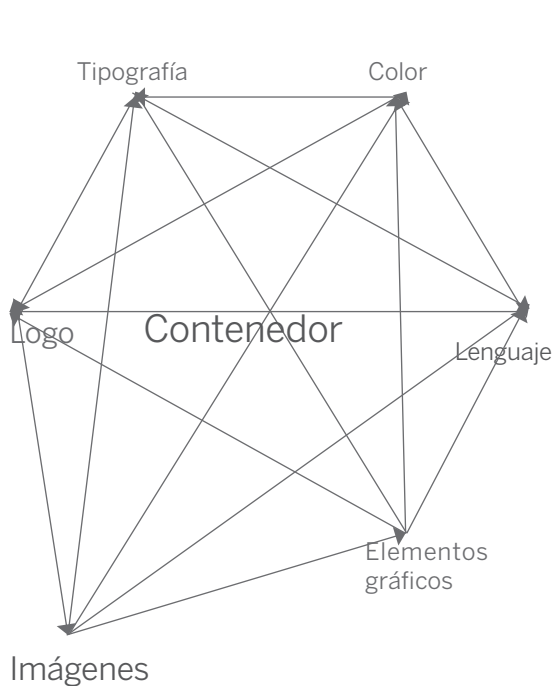 Tipografía
Color
Logo
Contenedor
Lenguaje
Elementos
gráficos
Imágenes